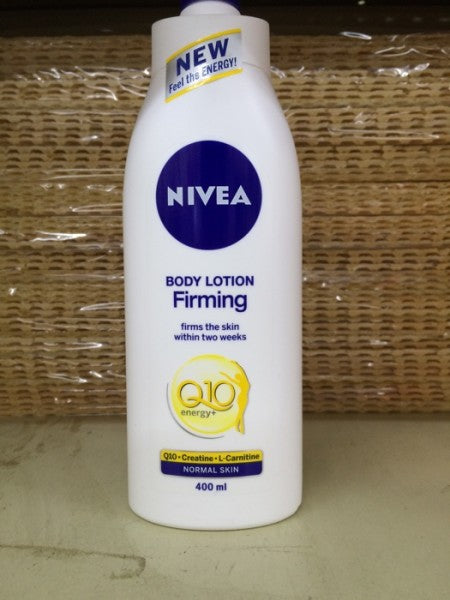 NEW
Feel the ENERGY!
NIVEA
BODY LOTION
Firming
firms the skin
within two weeks
Q10
energy+
Q10 • Creatine • L-Carnitine
NORMAL SKIN
400 ml